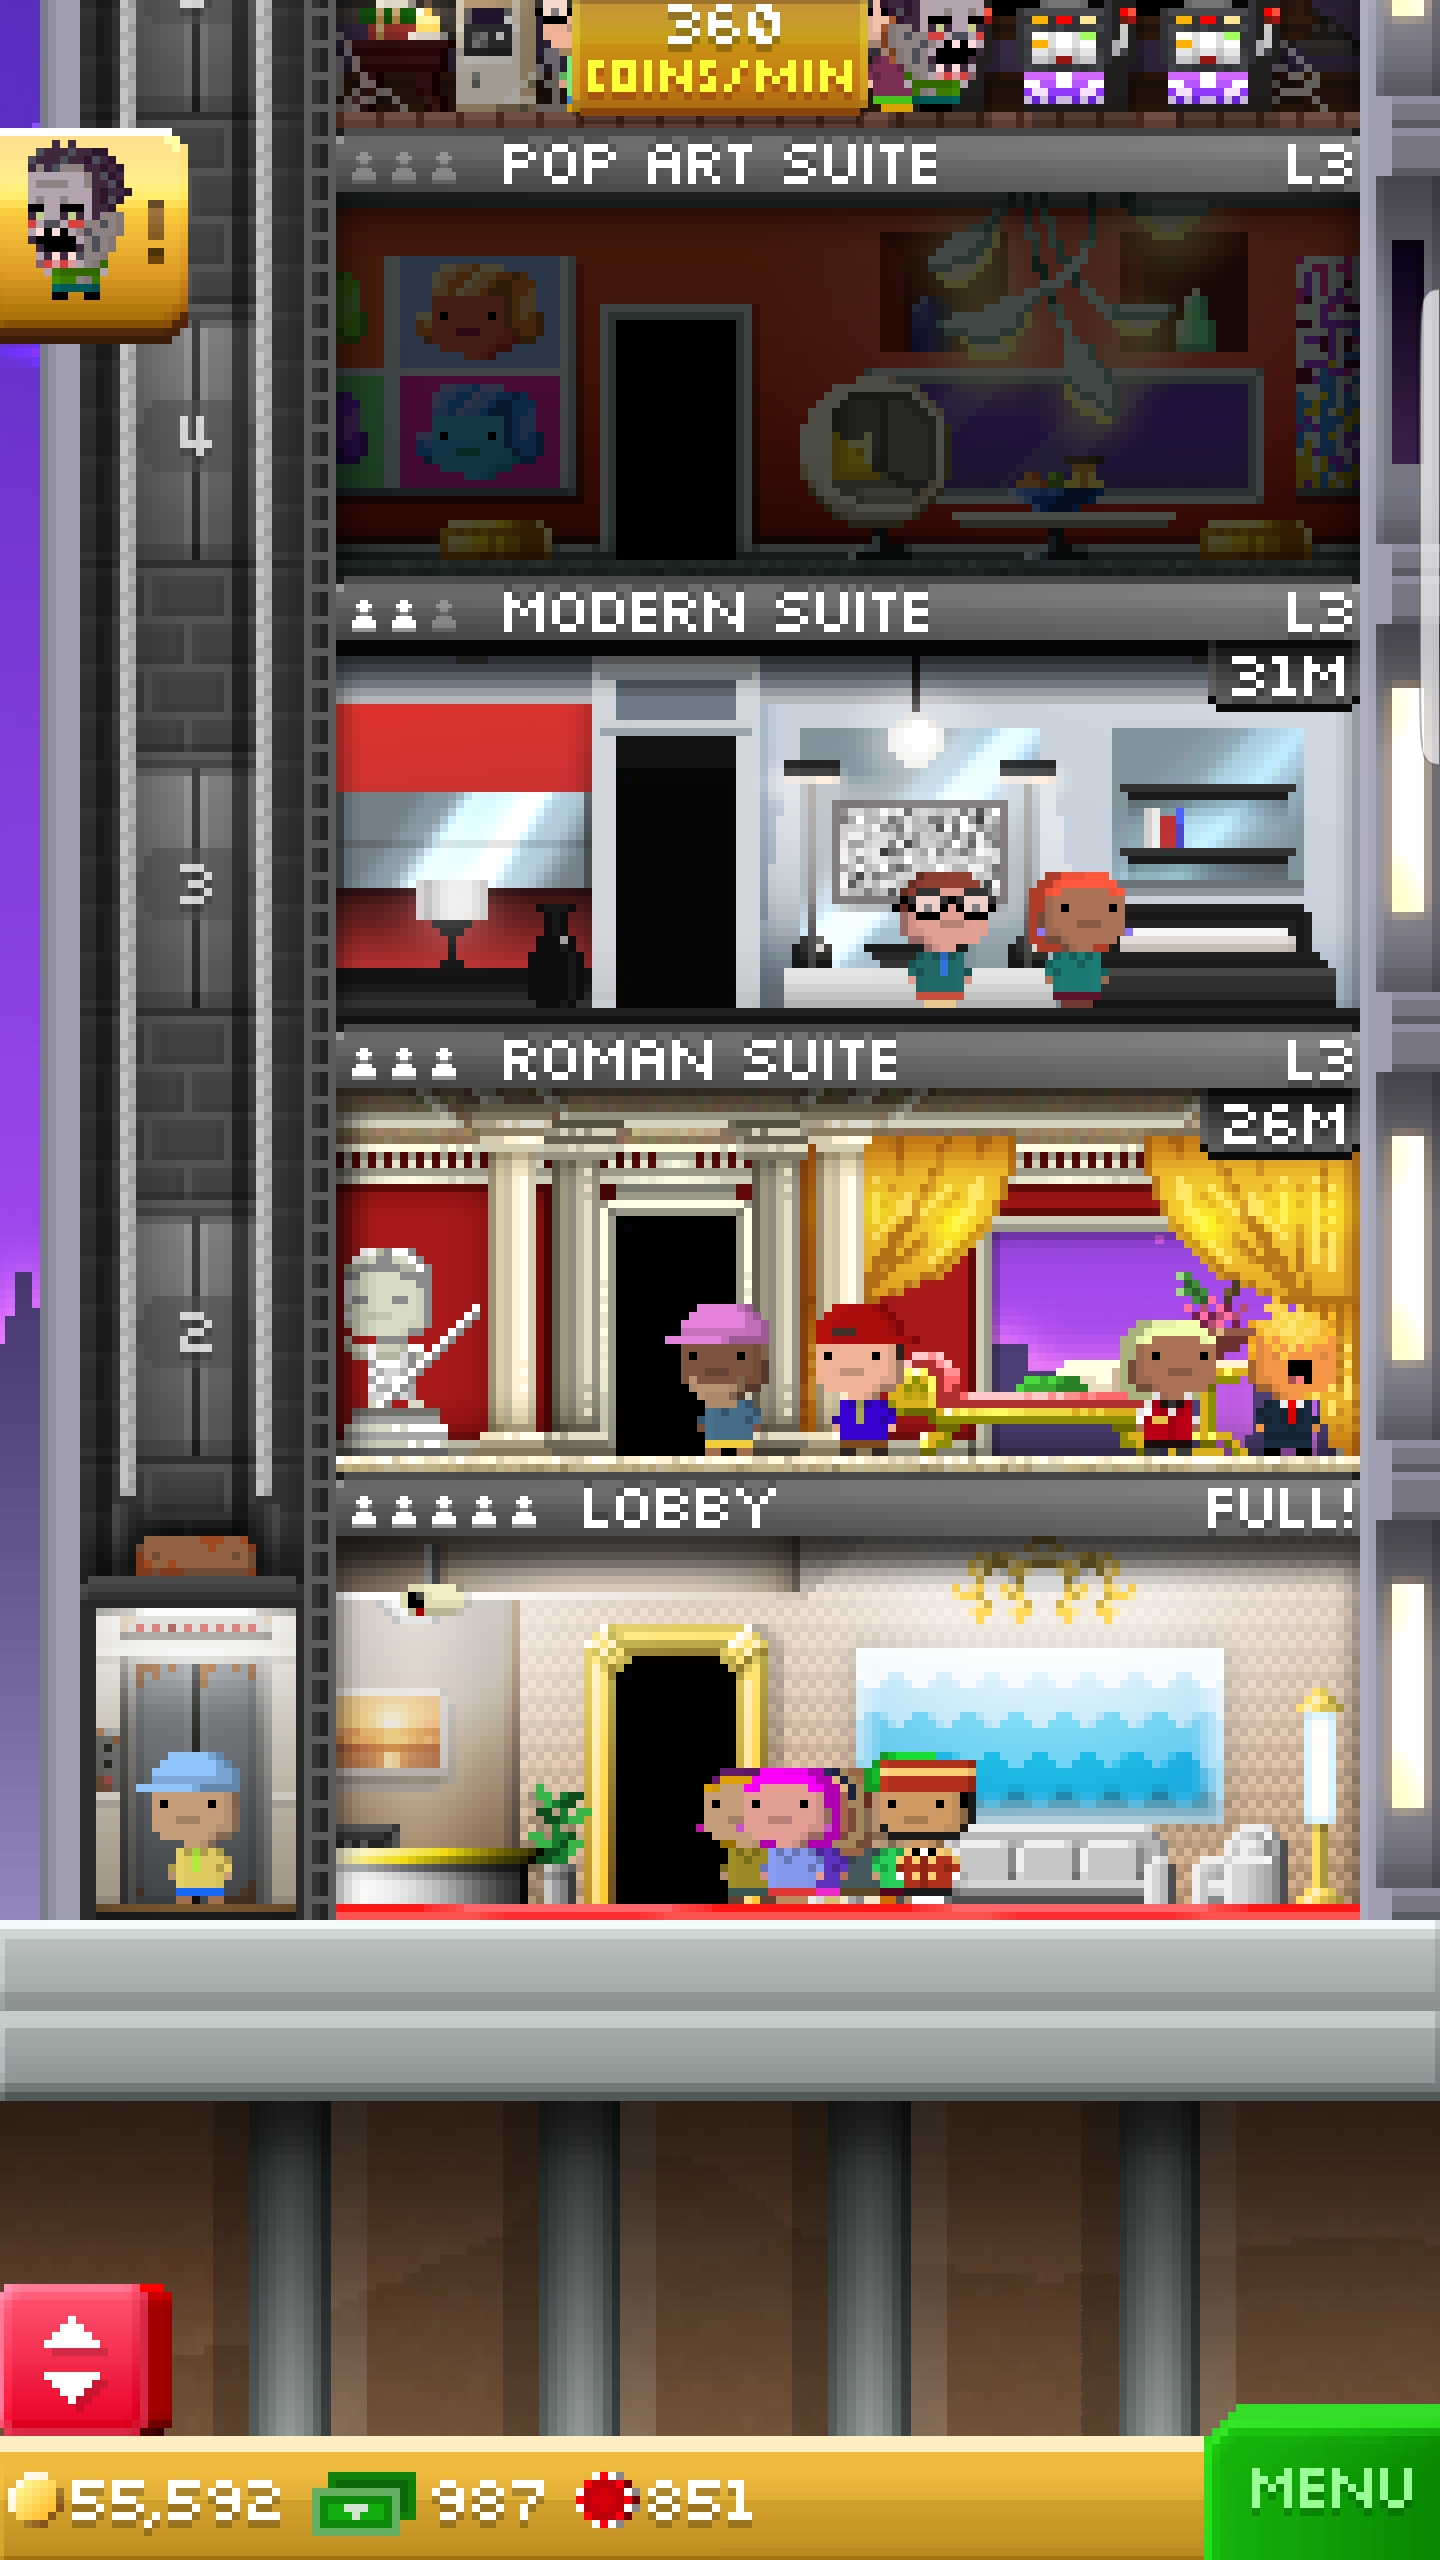 360
COINS/MIN
POP ART SUITE L3
!
4
MODERN SUITE L3
31M
3
ROMAN SUITE L3
26M
2
LOBBY FULL!
55,592 987 851
MENU